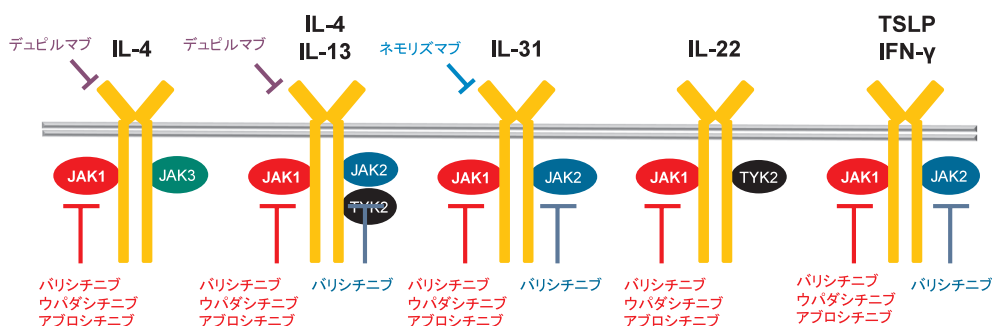 デュピルマブ
IL-4
JAK1
JAK3
バリシチニブ
ウパダシチニブ
アブロシチニブ
デュピルマブ
IL-4
IL-13
JAK1
JAK2
TYK2
バリシチニブ
ウパダシチニブ
アブロシチニブ
バリシチニブ
ネモリズマブ
IL-31
JAK1
JAK2
バリシチニブ
ウパダシチニブ
アブロシチニブ
バリシチニブ
IL-22
JAK1
TYK2
バリシチニブ
ウパダシチニブ
アブロシチニブ
TSLP
IFN-γ
JAK1
JAK2
バリシチニブ
ウパダシチニブ
アブロシチニブ
バリシチニブ